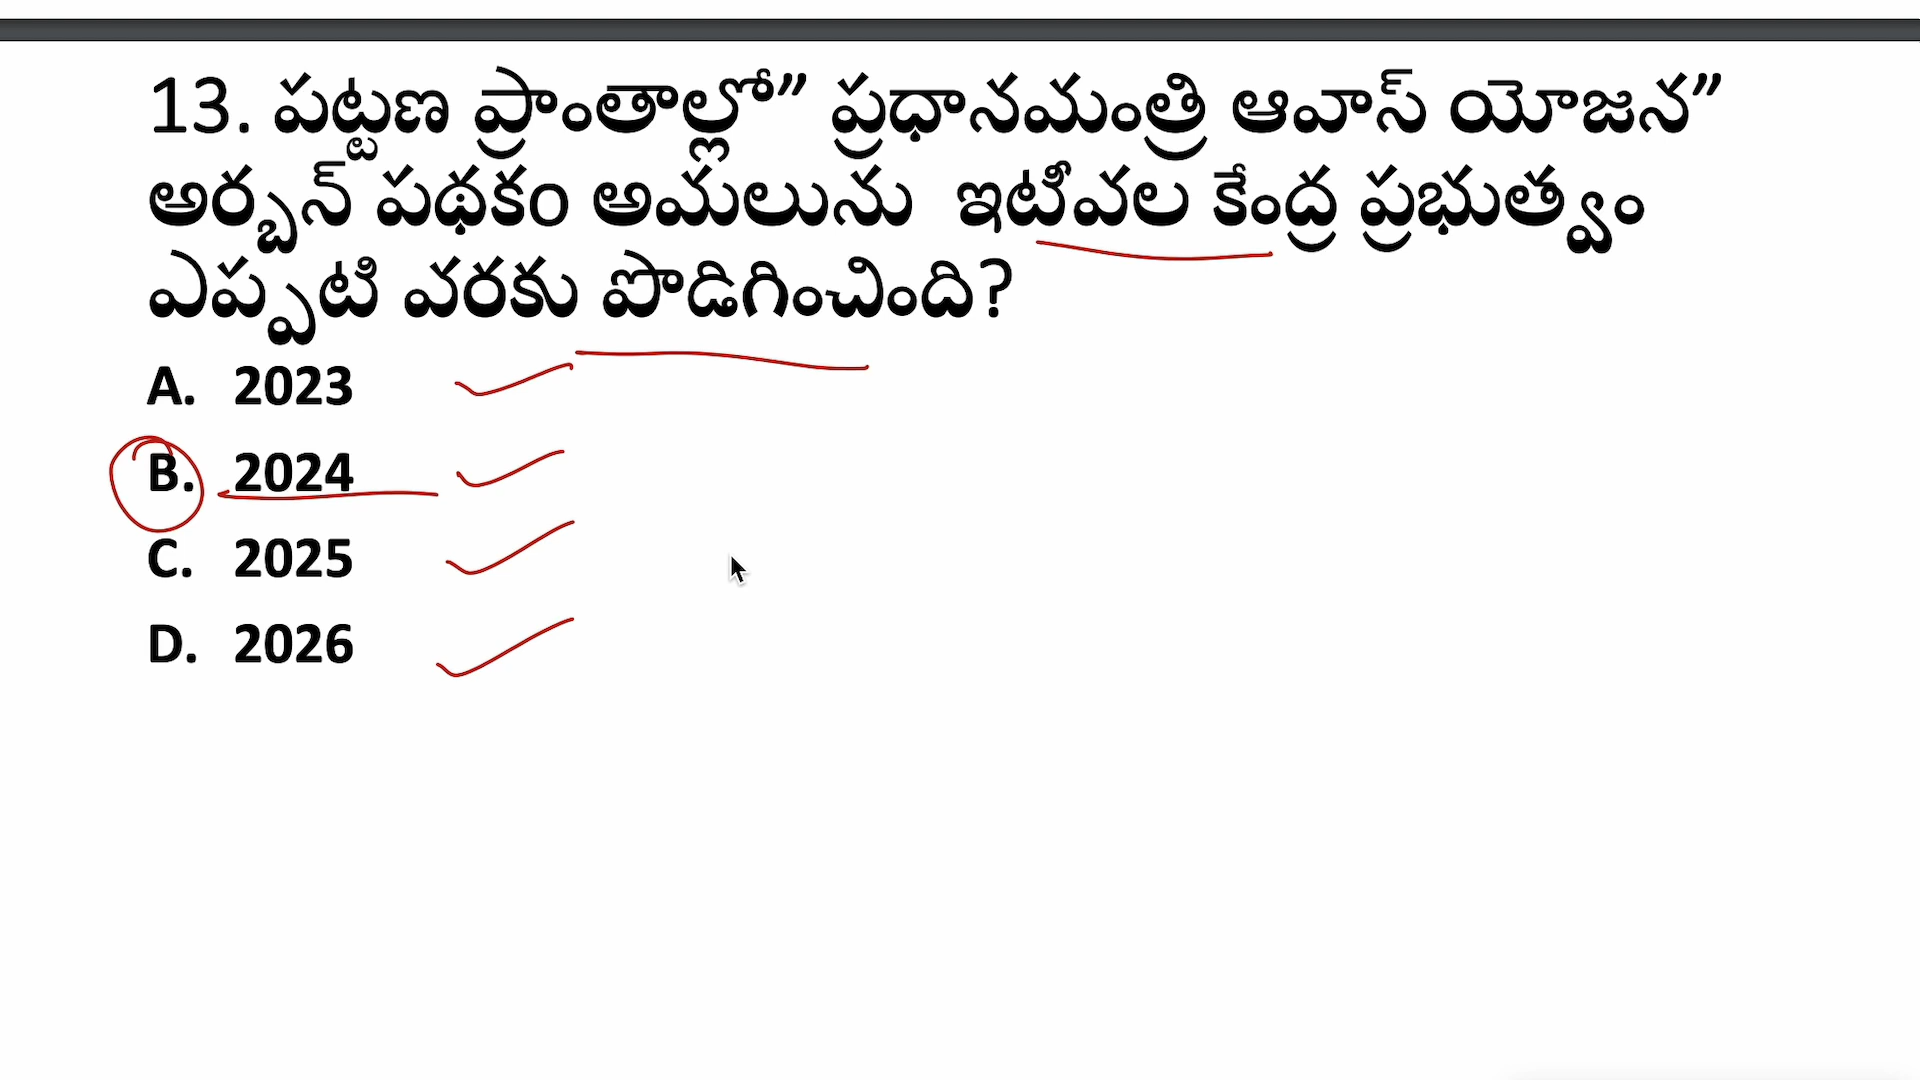 13. పట్టణ ప్రాంతాల్లో” ప్రధానమంత్రి ఆవాస్ యోజన”
అర్బన్ పథకం అమలును ఇటీవల కేంద్ర ప్రభుత్వం
ఎప్పటి వరకు పొడిగించింది?
A. 2023
B. 2024
C. 2025
D. 2026